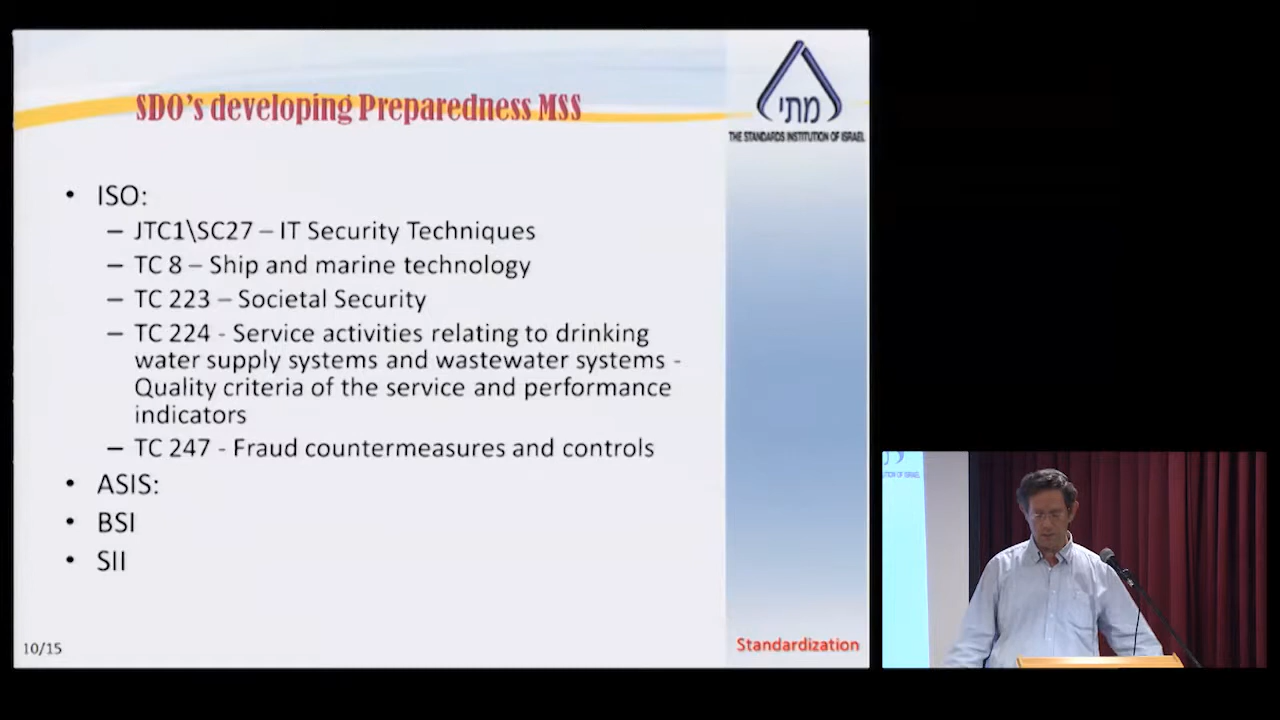 SDO's developing Preparedness MSS
מתי
THE STANDARDS INSTITUTION OF ISRAEL
• ISO:
– JTC1\SC27 – IT Security Techniques
– TC 8 – Ship and marine technology
– TC 223 – Societal Security
– TC 224 - Service activities relating to drinking
water supply systems and wastewater systems -
Quality criteria of the service and performance
indicators
– TC 247 - Fraud countermeasures and controls
• ASIS:
• BSI
• SII
10/15
Standardization
UTION OF ISRAEL